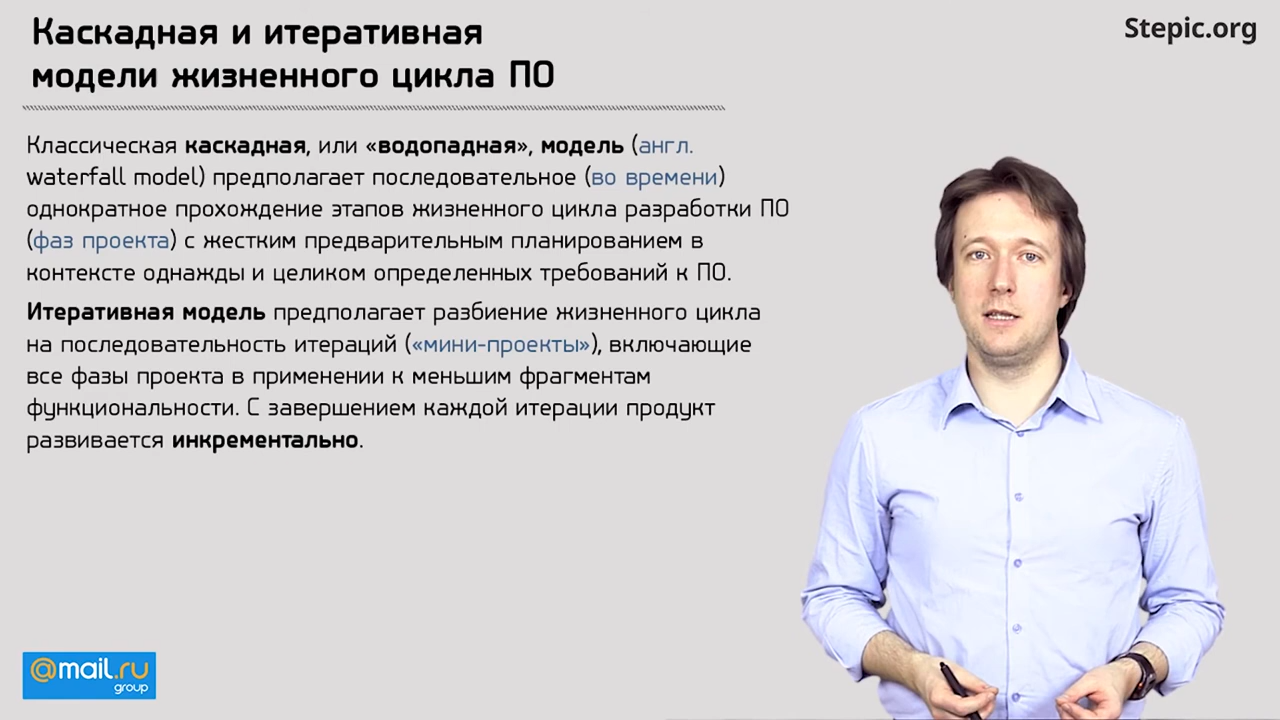 Каскадная и итеративная
модели жизненного цикла ПО
Stepic.org
Классическая каскадная, или «водопадная», модель (англ.
waterfall model) предполагает последовательное (во времени)
однократное прохождение этапов жизненного цикла разработки ПО
(фаз проекта) с жестким предварительным планированием в
контексте однажды и целиком определенных требований к ПО.
Итеративная модель предполагает разбиение жизненного цикла
на последовательность итераций («мини-проекты»), включающие
все фазы проекта в применении к меньшим фрагментам
функциональности. С завершением каждой итерации продукт
развивается инкрементально.
@mail.ru
group